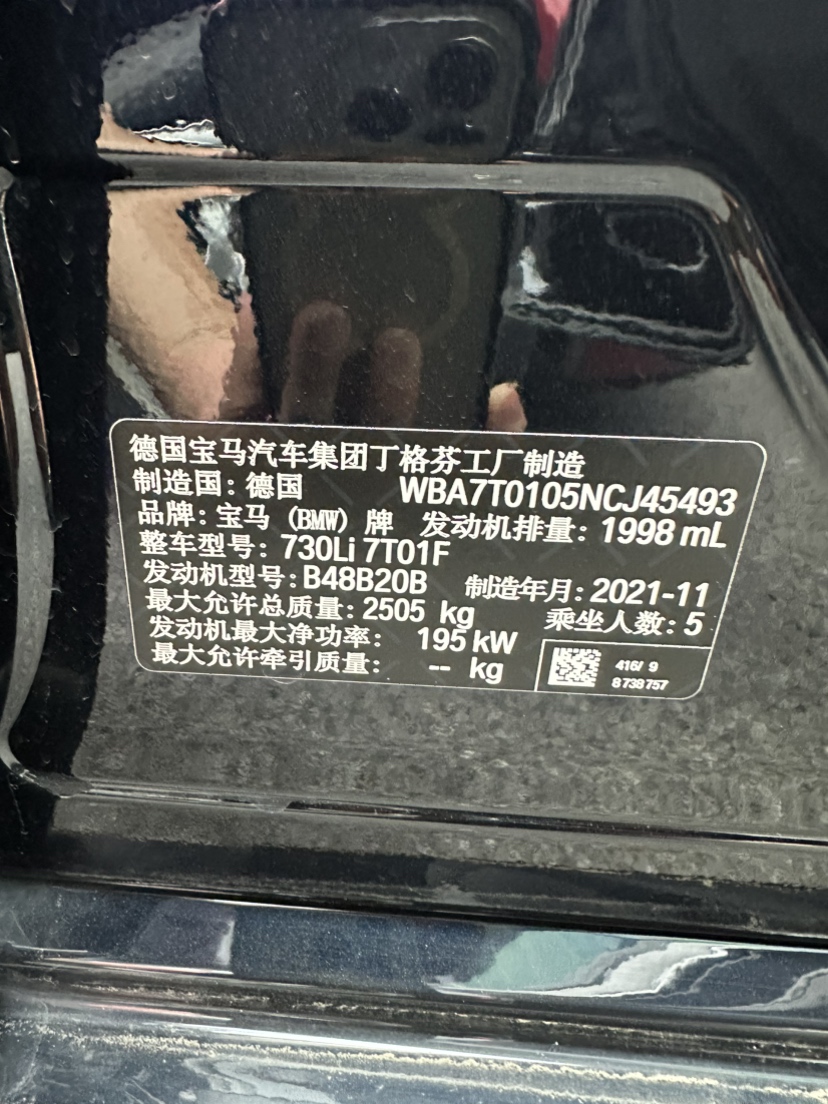 德国宝马汽车集团丁格芬工厂制造
制造国：德国 WBA7T0105NCJ45493
品牌：宝马 (BMW) 牌 发动机排量：1998 mL
整车型号：730Li 7T01F
发动机型号：B48B20B 制造年月：2021-11
最大允许总质量：2505 kg 乘坐人数：5
发动机最大净功率： 195 kW
最大允许牵引质量： -- kg
416/ 9
8738757